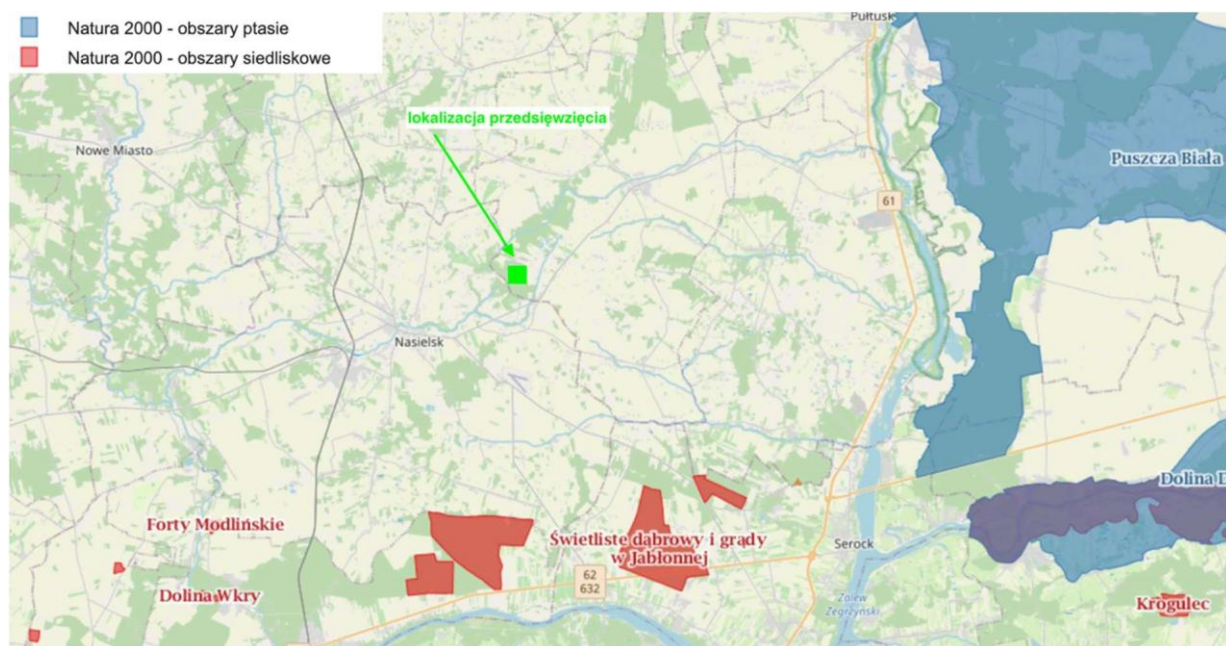 Natura 2000 - obszary ptasie
Natura 2000 - obszary siedliskowe
Pułtusk
lokalizacja przedsięwzięcia
Nowe Miasto
Puszcza Biała
61
Nasielsk
Dolina D
Forty Modlińskie
Świetliste dąbrowy i grądy
w Jabłonnej
Serock
62
632
Dolina Wkry
Zalew
Zegrzyński
Krogulec